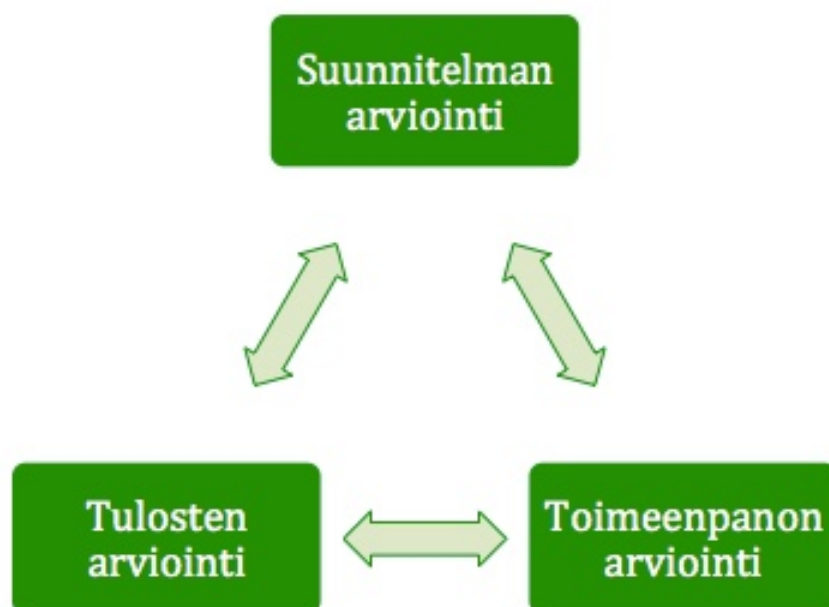 Suunnitelman
arviointi
Tulosten
arviointi
Toimeenpanon
arviointi